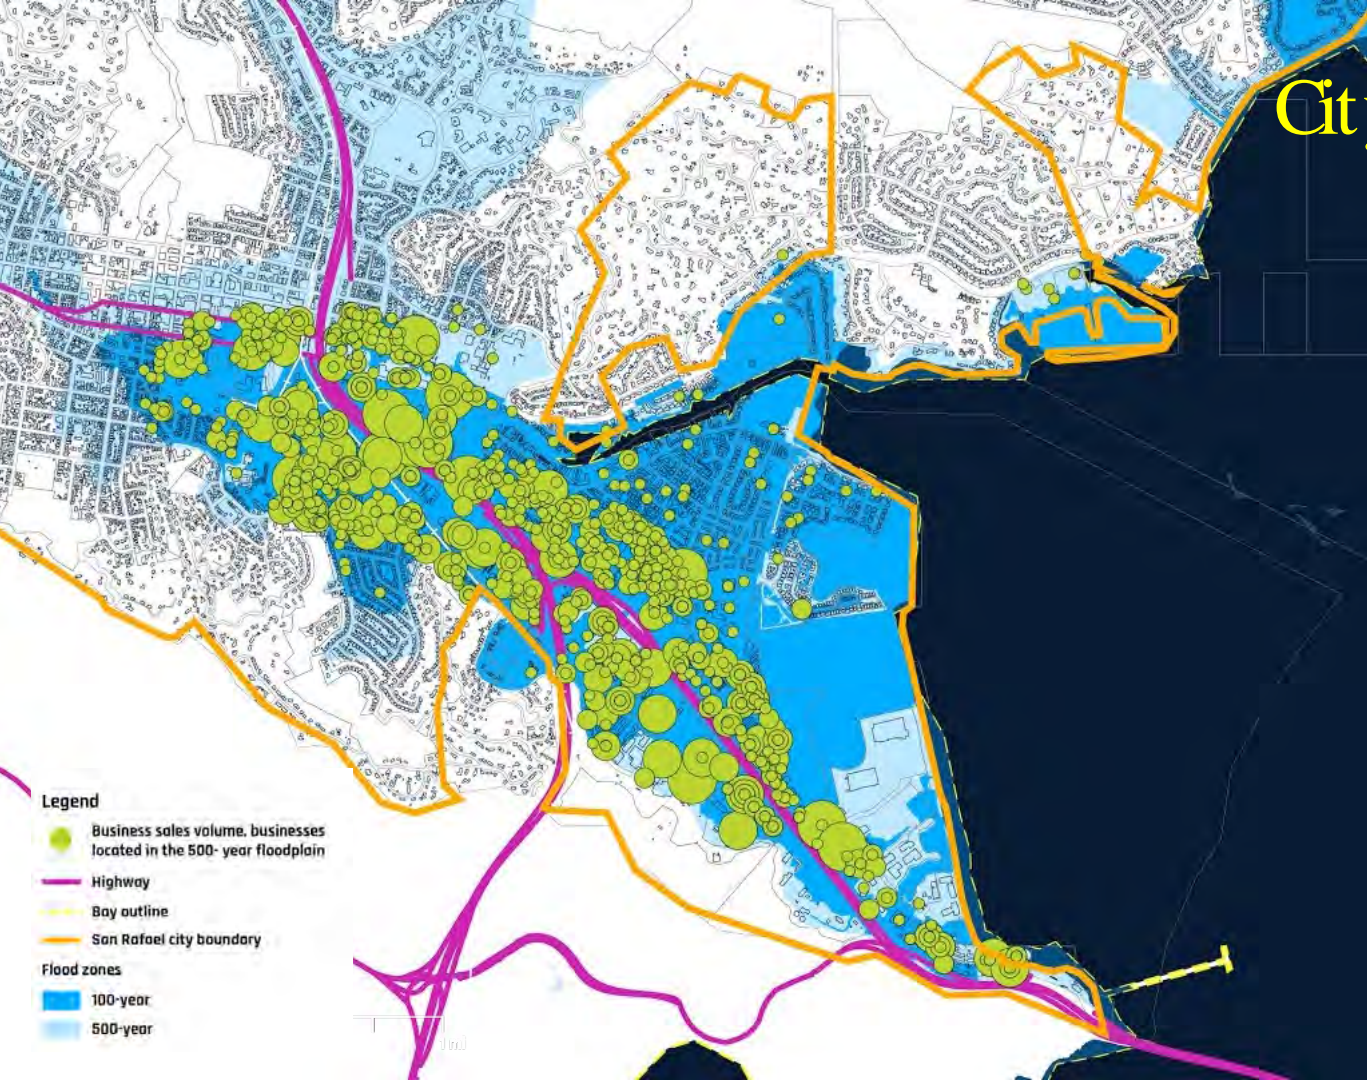 City
Legend
Business sales volume, businesses
located in the 500- year floodplain
Highway
Bay outline
San Rafael city boundary
Flood zones
100-year
500-year